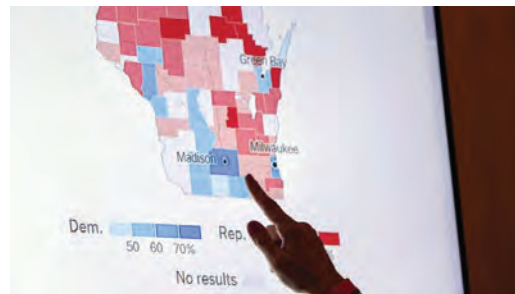 Green Bay
Milwaukee
Madison
Dem. Rep.
50 60 70% %
No results